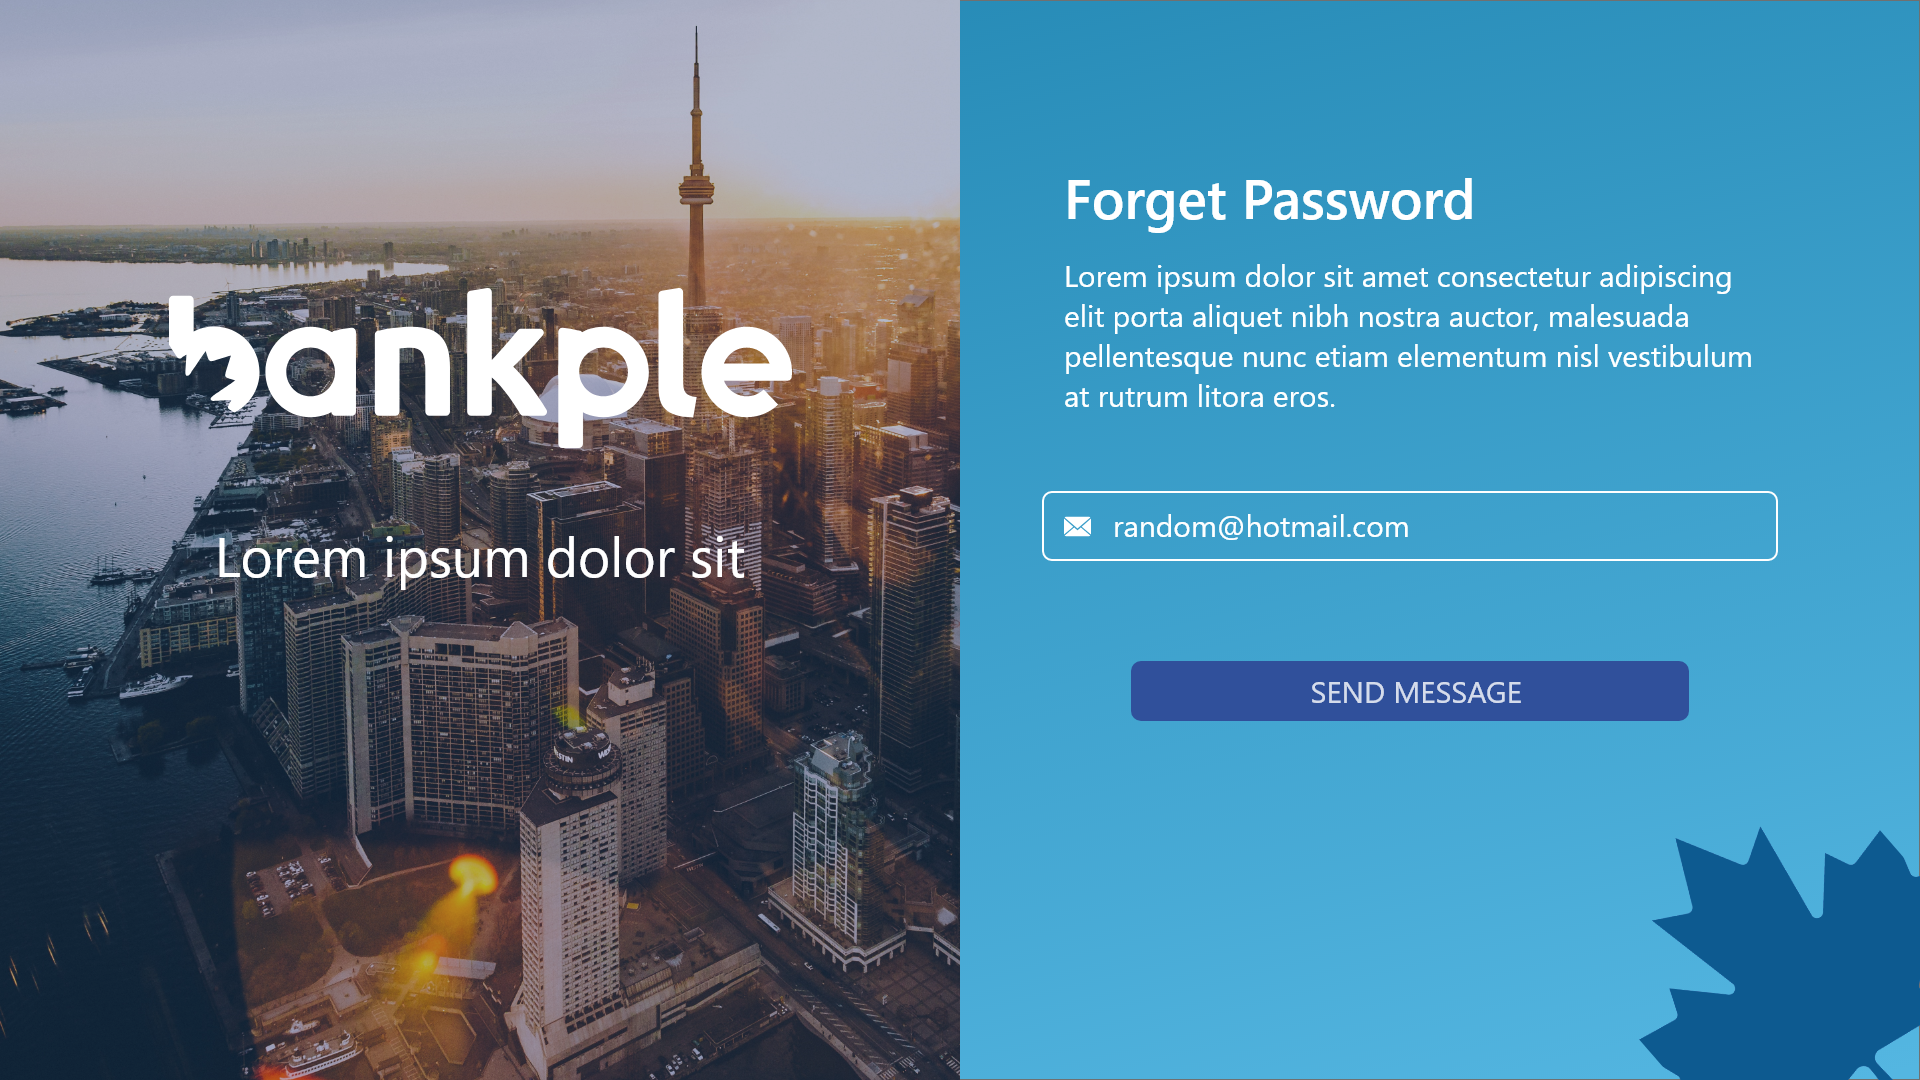 bankple
Lorem ipsum dolor sit
Forget Password
Lorem ipsum dolor sit amet consectetur adipiscing
elit porta aliquet nibh nostra auctor, malesuada
pellentesque nunc etiam elementum nisl vestibulum
at rutrum litora eros.
random@hotmail.com
SEND MESSAGE